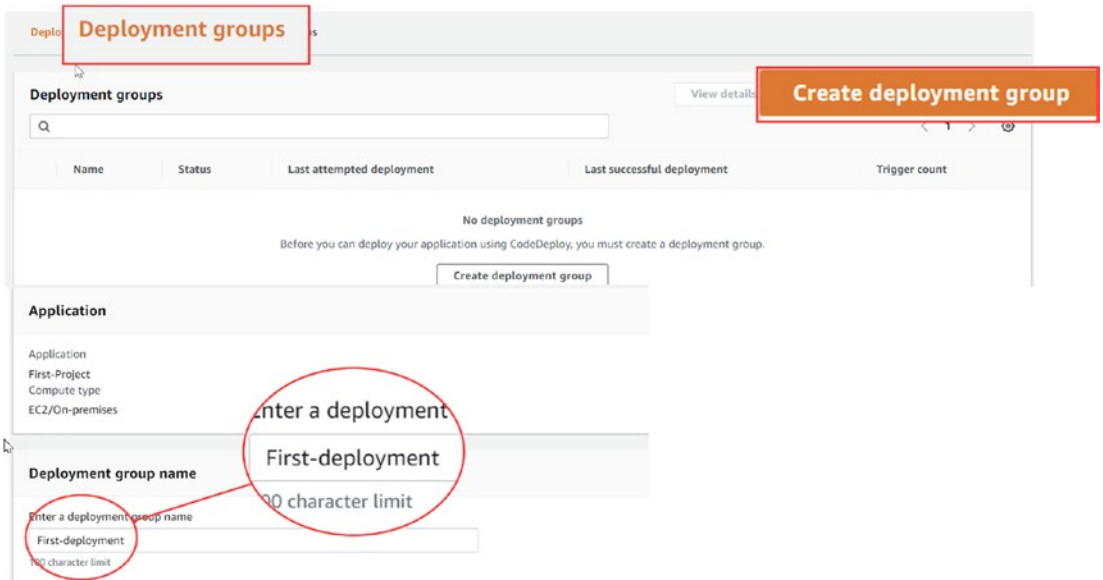 Deplo
Deployment groups
s
Deployment groups
View details
Create deployment group
1
Name Status Last attempted deployment Last successful deployment Trigger count
No deployment groups
Before you can deploy your application using CodeDeploy, you must create a deployment group.
Create deployment group
Application
Application
First-Project
Compute type
EC2/On-premises
Enter a deployment
First-deployment
00 character limit
Deployment group name
Enter a deployment group name
First-deployment
100 character limit